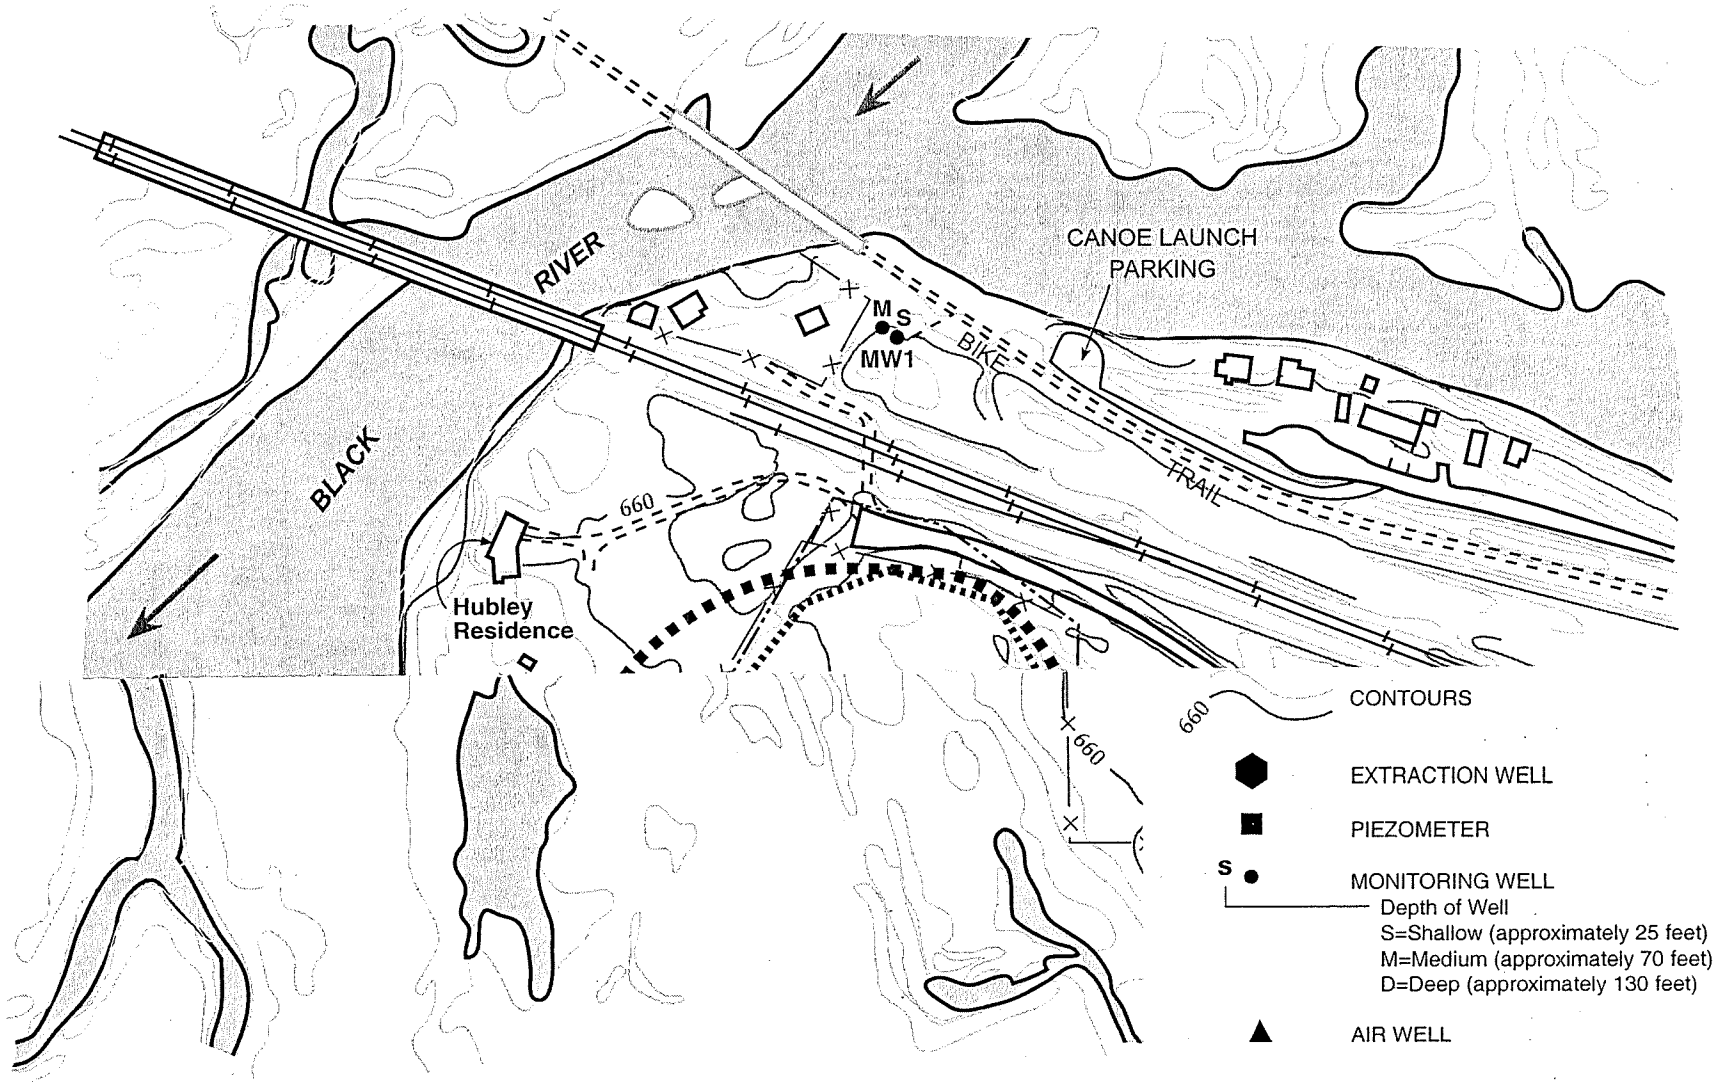 CANOE LAUNCH
PARKING
RIVER
M
S
MW1
BIKE
BLACK
TRAIL
660
Hubley
Residence
660
CONTOURS
660
EXTRACTION WELL
PIEZOMETER
S
MONITORING WELL
Depth of Well
S=Shallow (approximately 25 feet)
M=Medium (approximately 70 feet)
D=Deep (approximately 130 feet)
AIR WELL